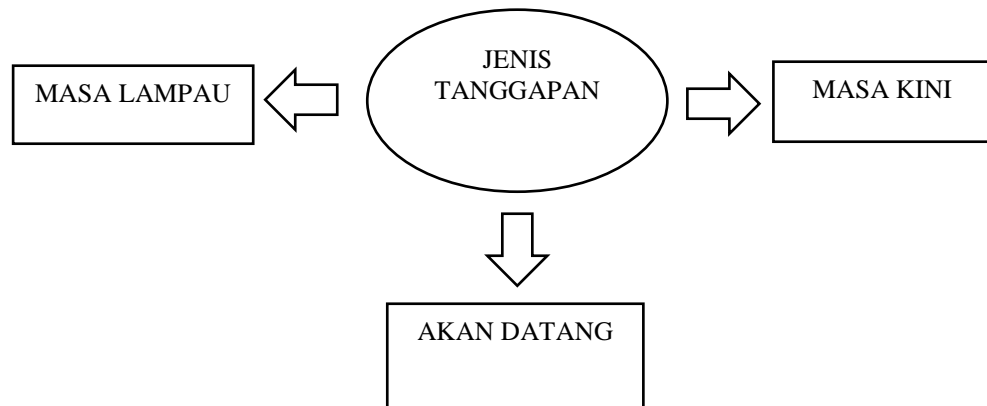 JENIS
TANGGAPAN
MASA LAMPAU
MASA KINI
AKAN DATANG